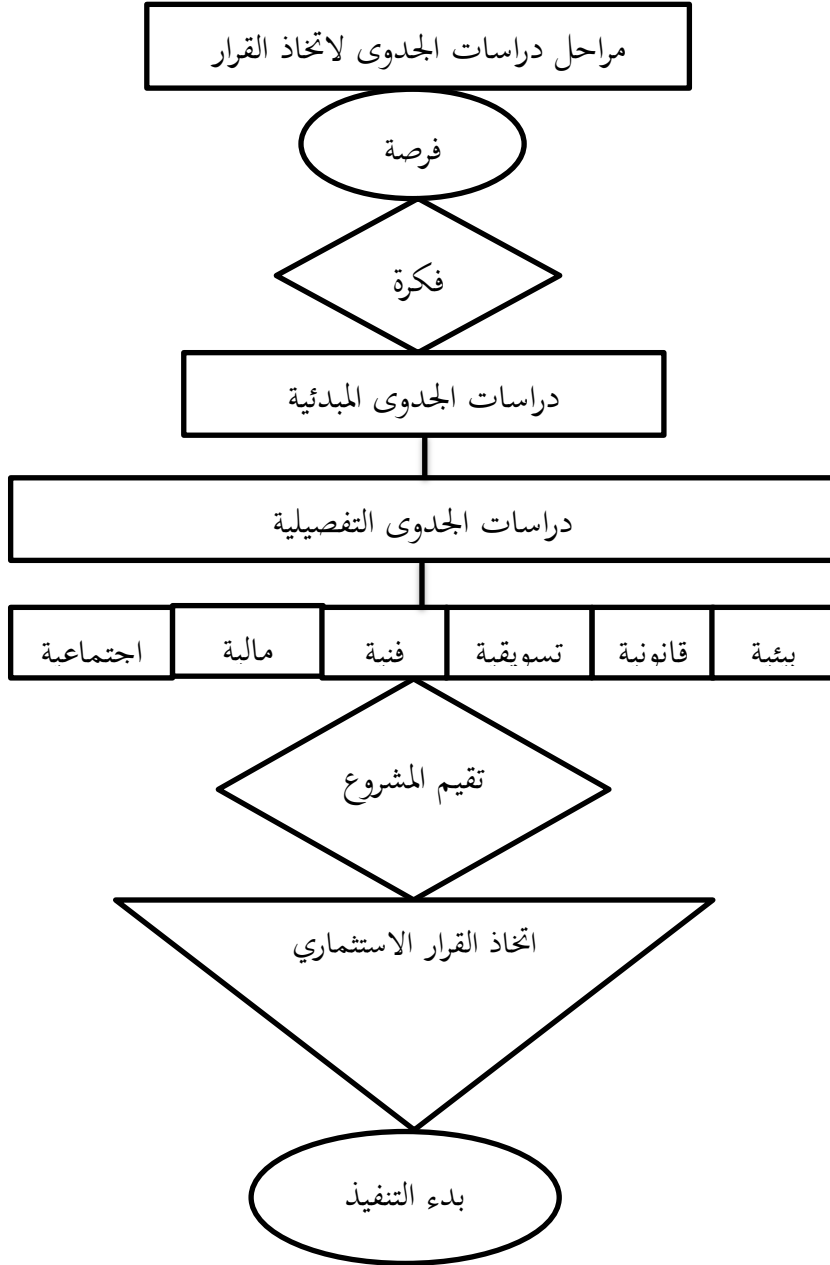 مراحل دراسات الجدوى لاتخاذ القرار
فرصة
فكرة
دراسات الجدوى المبدئية
دراسات الجدوى التفصيلية
بيئية
قانونية
تسويقية
فنية
مالية
اجتماعية
تقيم المشروع
اتخاذ القرار الاستثماري
بدء التنفيذ